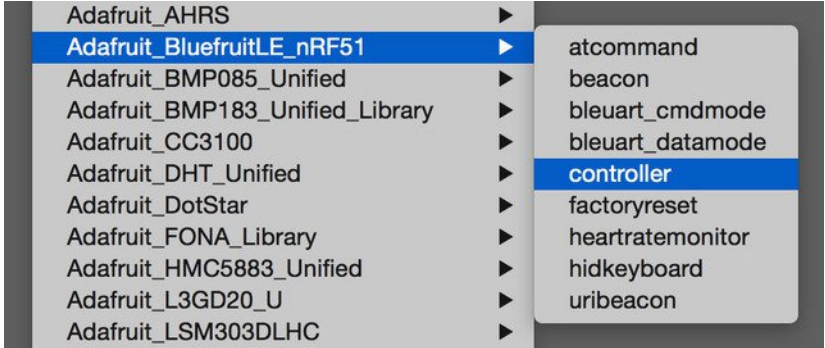 Adafruit_AHRS
Adafruit_BluefruitLE_nRF51
Adafruit_BMP085_Unified
Adafruit_BMP183_Unified_Library
Adafruit_CC3100
Adafruit_DHT_Unified
Adafruit_DotStar
Adafruit_FONA_Library
Adafruit_HMC5883_Unified
Adafruit_L3GD20_U
Adafruit_LSM303DLHC
atcommand
beacon
bleuart_cmdmode
bleuart_datamode
controller
factoryreset
heartratemonitor
hidkeyboard
uribeacon